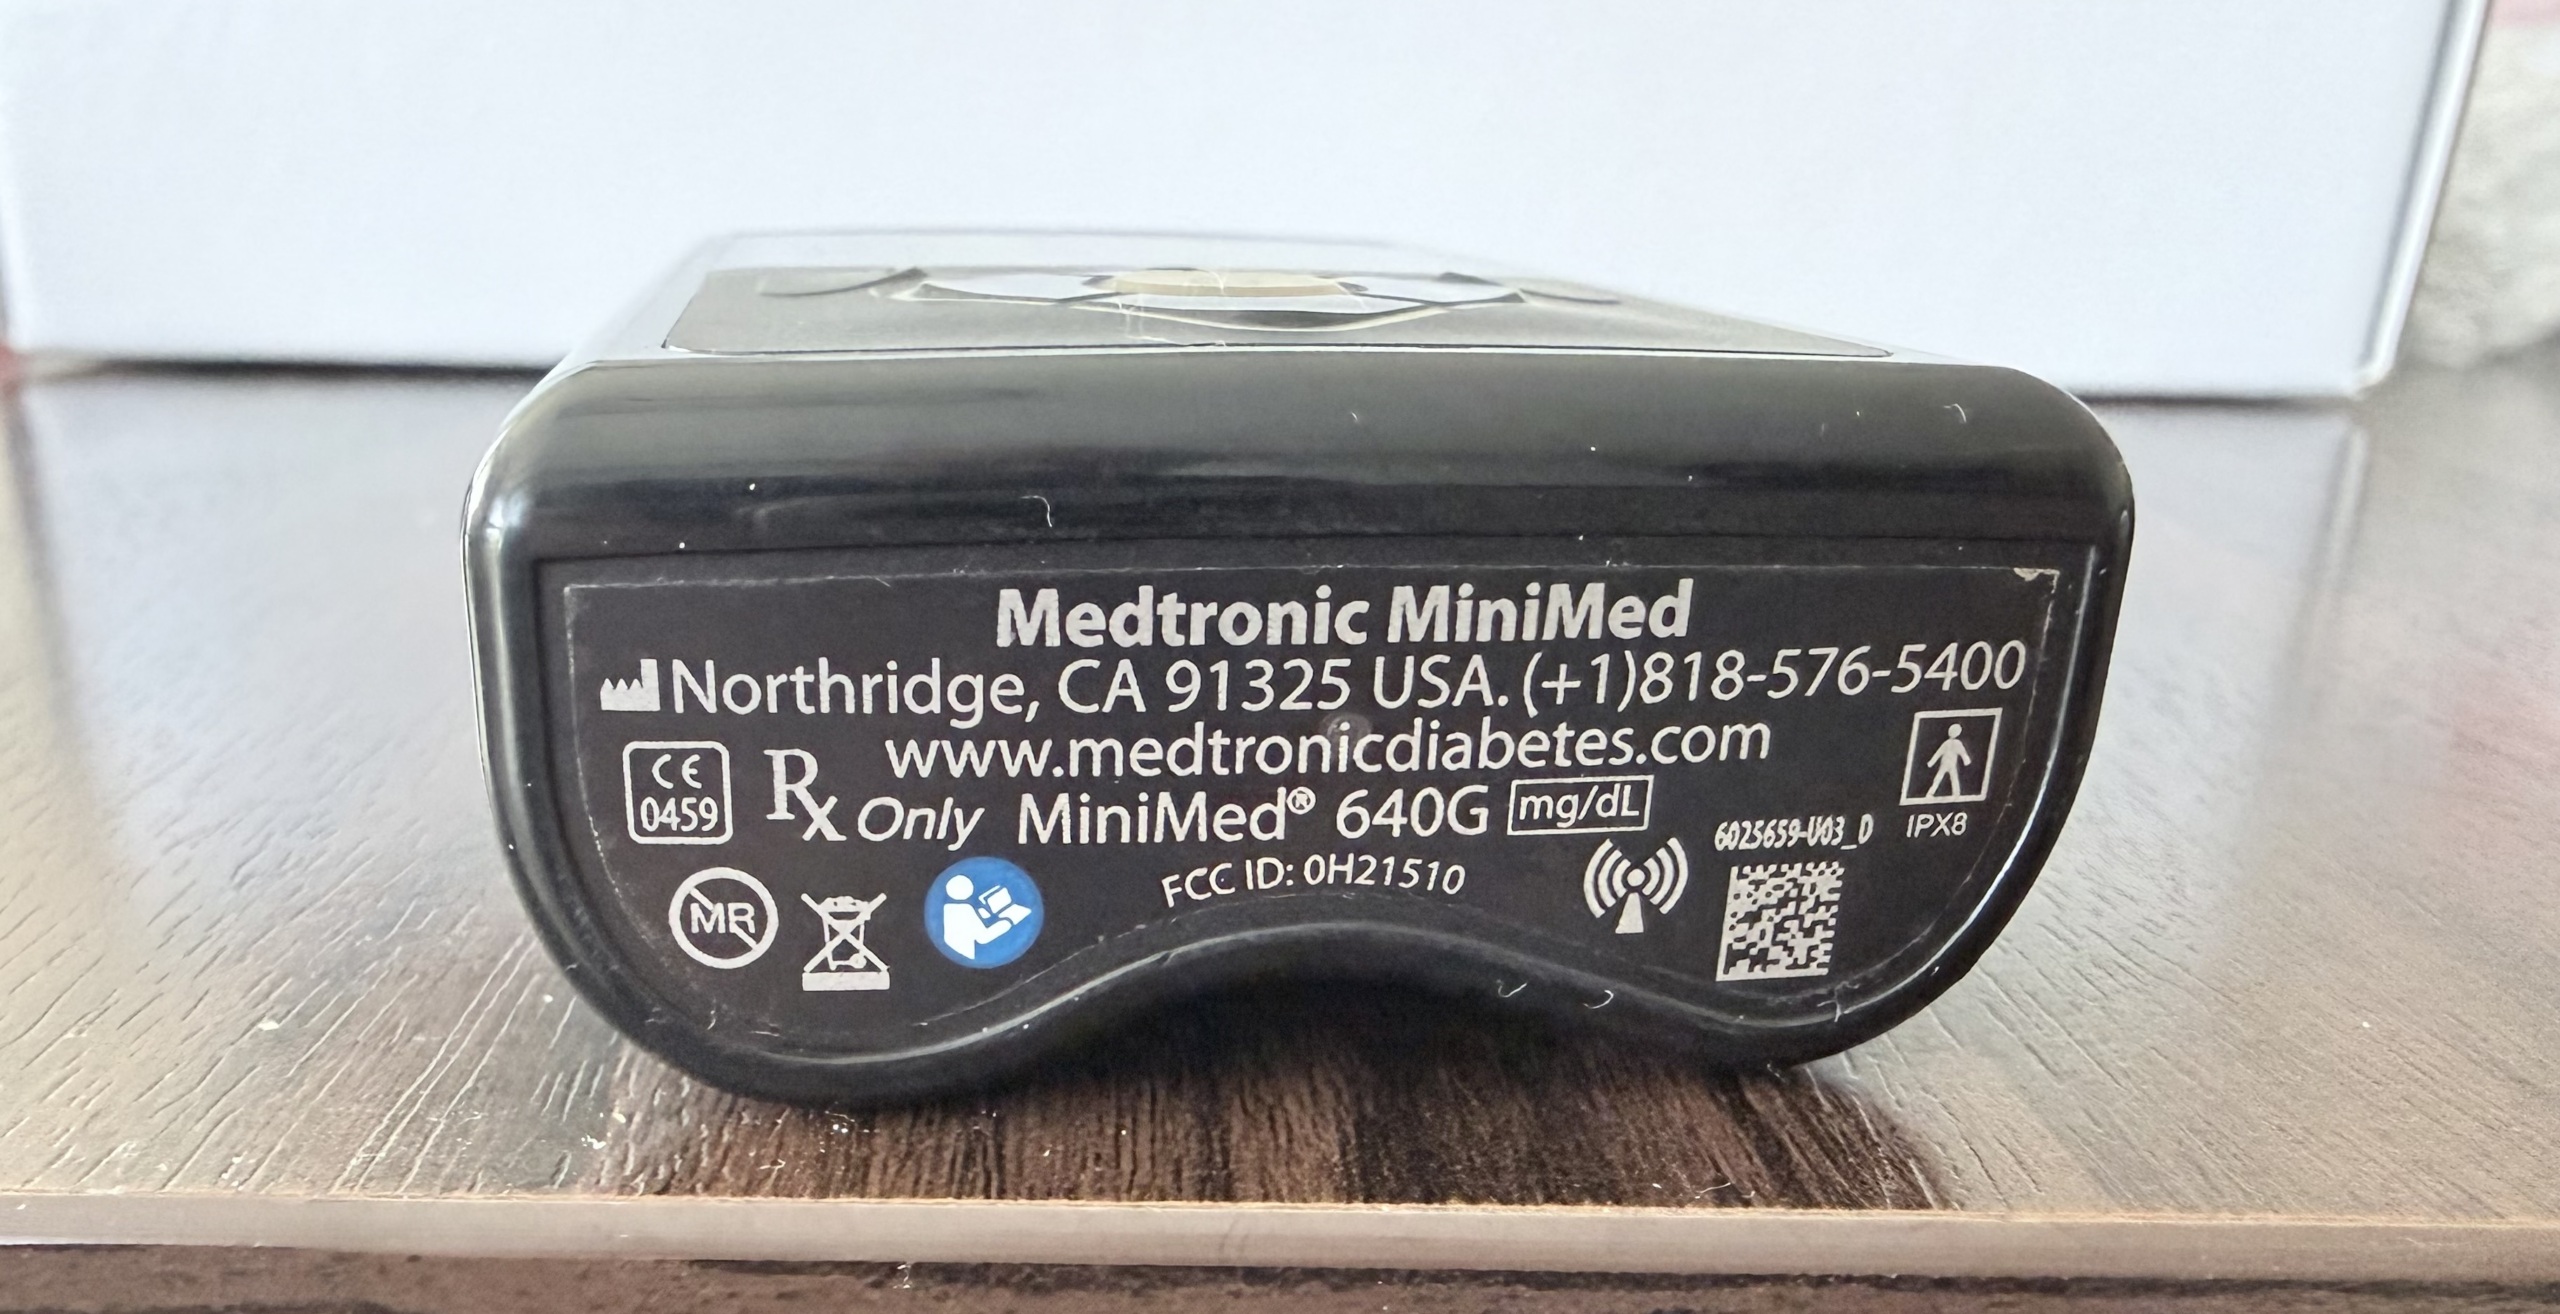 Medtronic MiniMed
Northridge, CA 91325 USA. (+1)818-576-5400
www.medtronicdiabetes.com
CE 0459
Rx Only MiniMed® 640G mg/dL
6025659-U03_D
IPX8
MR
FCC ID: 0H21510